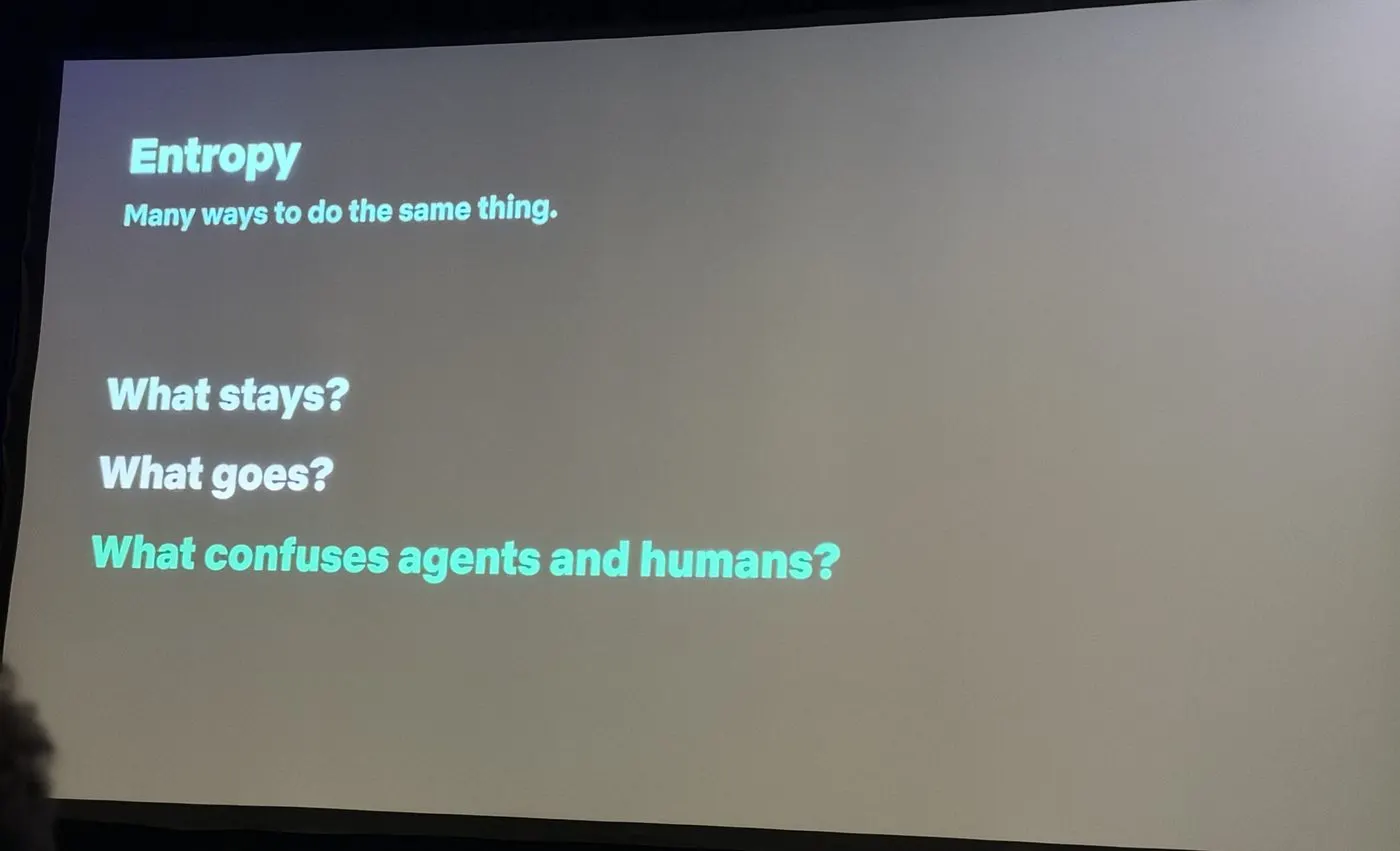 Entropy
Many ways to do the same thing.
What stays?
What goes?
What confuses agents and humans?